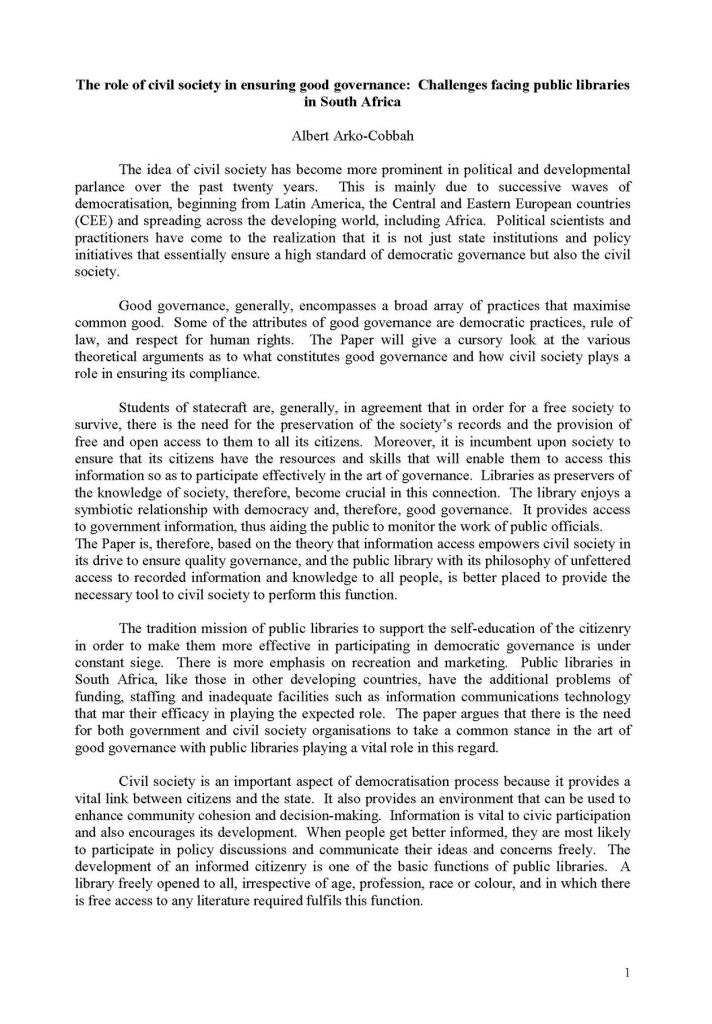 The role of civil society in ensuring good governance:  Challenges facing public libraries
in South Africa
Albert Arko-Cobbah
The idea of civil society has become more prominent in political and developmental
parlance over the past twenty years.  This is mainly due to successive waves of
democratisation, beginning from Latin America, the Central and Eastern European countries
(CEE) and spreading across the developing world, including Africa.  Political scientists and
practitioners have come to the realization that it is not just state institutions and policy
initiatives that essentially ensure a high standard of democratic governance but also the civil
society.
Good governance, generally, encompasses a broad array of practices that maximise
common good.  Some of the attributes of good governance are democratic practices, rule of
law, and respect for human rights.  The Paper will give a cursory look at the various
theoretical arguments as to what constitutes good governance and how civil society plays a
role in ensuring its compliance.
Students of statecraft are, generally, in agreement that in order for a free society to
survive, there is the need for the preservation of the society's records and the provision of
free and open access to them to all its citizens.  Moreover, it is incumbent upon society to
ensure that its citizens have the resources and skills that will enable them to access this
information so as to participate effectively in the art of governance.  Libraries as preservers of
the knowledge of society, therefore, become crucial in this connection.  The library enjoys a
symbiotic relationship with democracy and, therefore, good governance.  It provides access
to government information, thus aiding the public to monitor the work of public officials.
The Paper is, therefore, based on the theory that information access empowers civil society in
its drive to ensure quality governance, and the public library with its philosophy of unfettered
access to recorded information and knowledge to all people, is better placed to provide the
necessary tool to civil society to perform this function.
The tradition mission of public libraries to support the self-education of the citizenry
in order to make them more effective in participating in democratic governance is under
constant siege.  There is more emphasis on recreation and marketing.  Public libraries in
South Africa, like those in other developing countries, have the additional problems of
funding, staffing and inadequate facilities such as information communications technology
that mar their efficacy in playing the expected role.  The paper argues that there is the need
for both government and civil society organisations to take a common stance in the art of
good governance with public libraries playing a vital role in this regard.
Civil society is an important aspect of democratisation process because it provides a
vital link between citizens and the state.  It also provides an environment that can be used to
enhance community cohesion and decision-making.  Information is vital to civic participation
and also encourages its development.  When people get better informed, they are most likely
to participate in policy discussions and communicate their ideas and concerns freely.  The
development of an informed citizenry is one of the basic functions of public libraries.  A
library freely opened to all, irrespective of age, profession, race or colour, and in which there
is free access to any literature required fulfils this function.
1